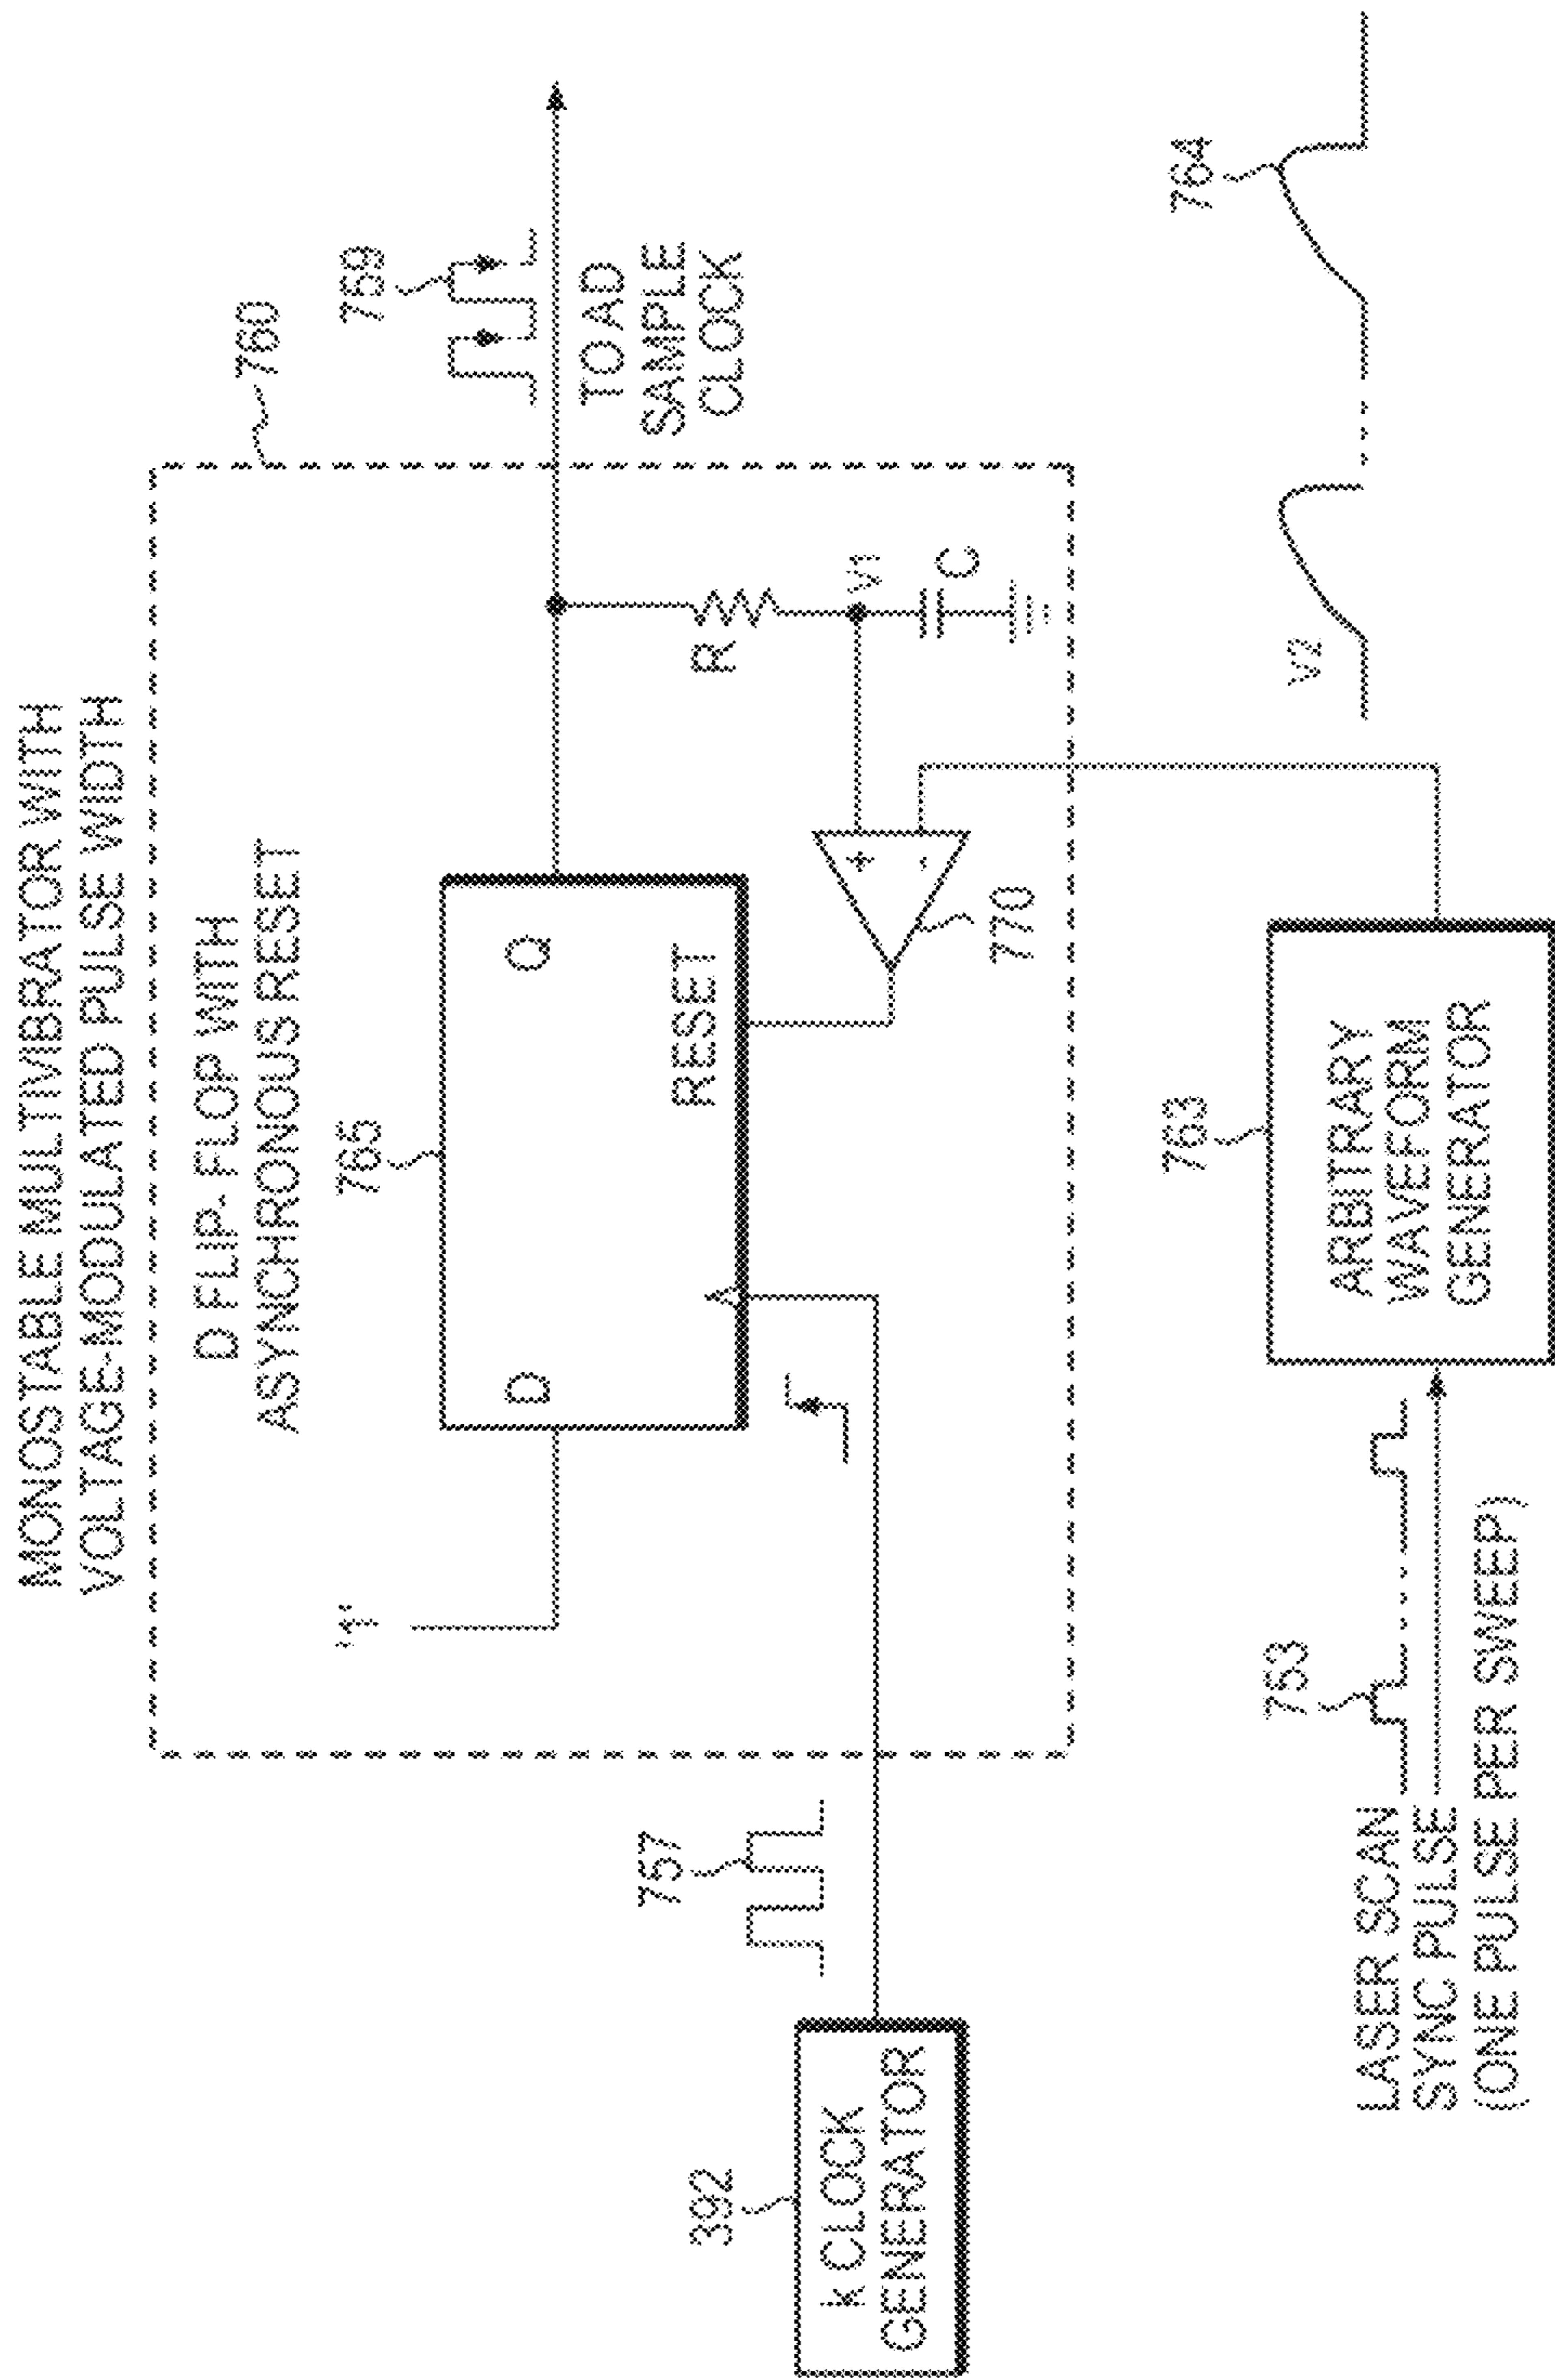 MONOSTABLE MULTIVIBRATOR WITH
VOLTAGE-MODULATED PULSE WIDTH
760
D FLIP- FLOP WITH
ASYNCHRONOUS RESET
765
'1'
D
Q
RESET
759
TO AD
SAMPLE
CLOCK
R
V1
C
+
-
770
757
392
k CLOCK
GENERATOR
753
LASER SCAN
SYNC PULSE
(ONE PULSE PER SWEEP)
763
ARBITRARY
WAVEFORM
GENERATOR
V2
764